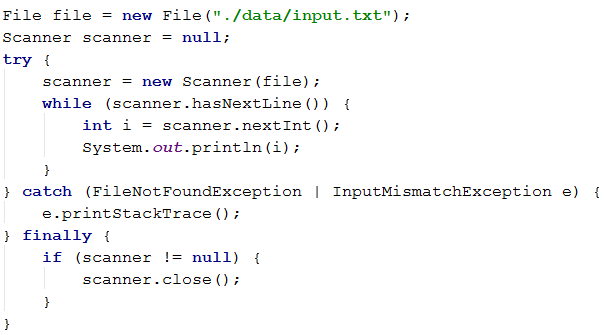 File file = new File("./data/input.txt");
Scanner scanner = null;
try {
    scanner = new Scanner(file);
    while (scanner.hasNextLine()) {
        int i = scanner.nextInt();
        System.out.println(i);
    }
} catch (FileNotFoundException | InputMismatchException e) {
    e.printStackTrace();
} finally {
    if (scanner != null) {
        scanner.close();
    }
}